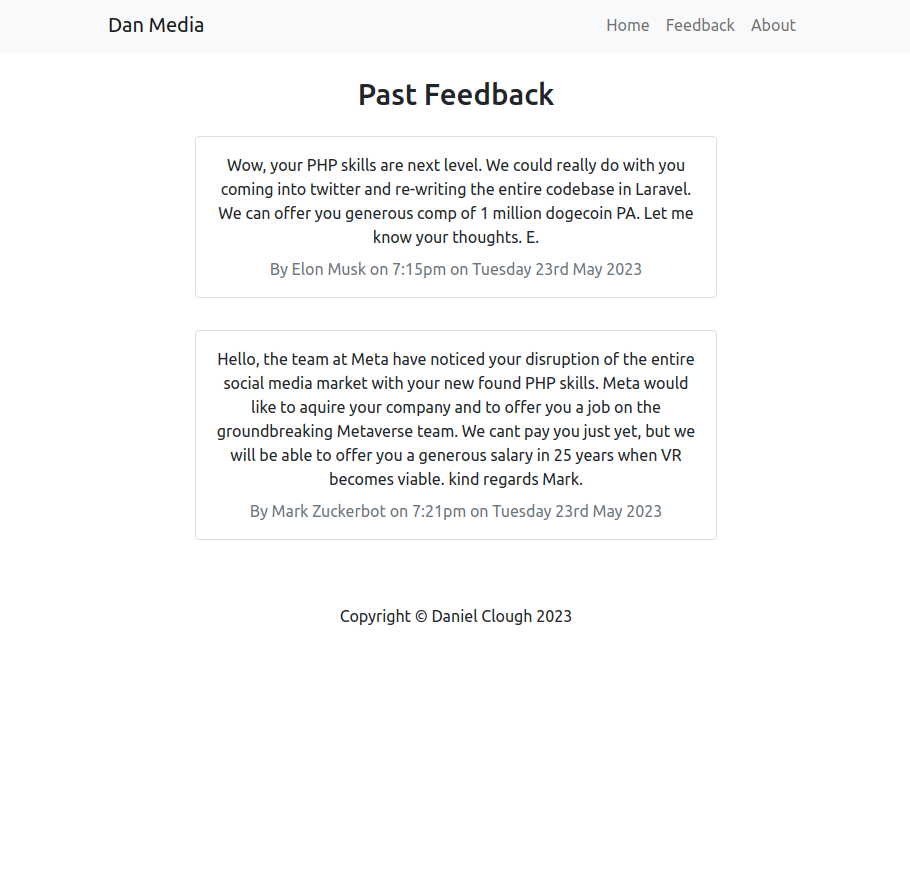 Dan Media
Home Feedback About
Past Feedback
Wow, your PHP skills are next level. We could really do with you
coming into twitter and re-writing the entire codebase in Laravel.
We can offer you generous comp of 1 million dogecoin PA. Let me
know your thoughts. E.
By Elon Musk on 7:15pm on Tuesday 23rd May 2023
Hello, the team at Meta have noticed your disruption of the entire
social media market with your new found PHP skills. Meta would
like to aquire your company and to offer you a job on the
groundbreaking Metaverse team. We cant pay you just yet, but we
will be able to offer you a generous salary in 25 years when VR
becomes viable. kind regards Mark.
By Mark Zuckerbot on 7:21pm on Tuesday 23rd May 2023
Copyright © Daniel Clough 2023